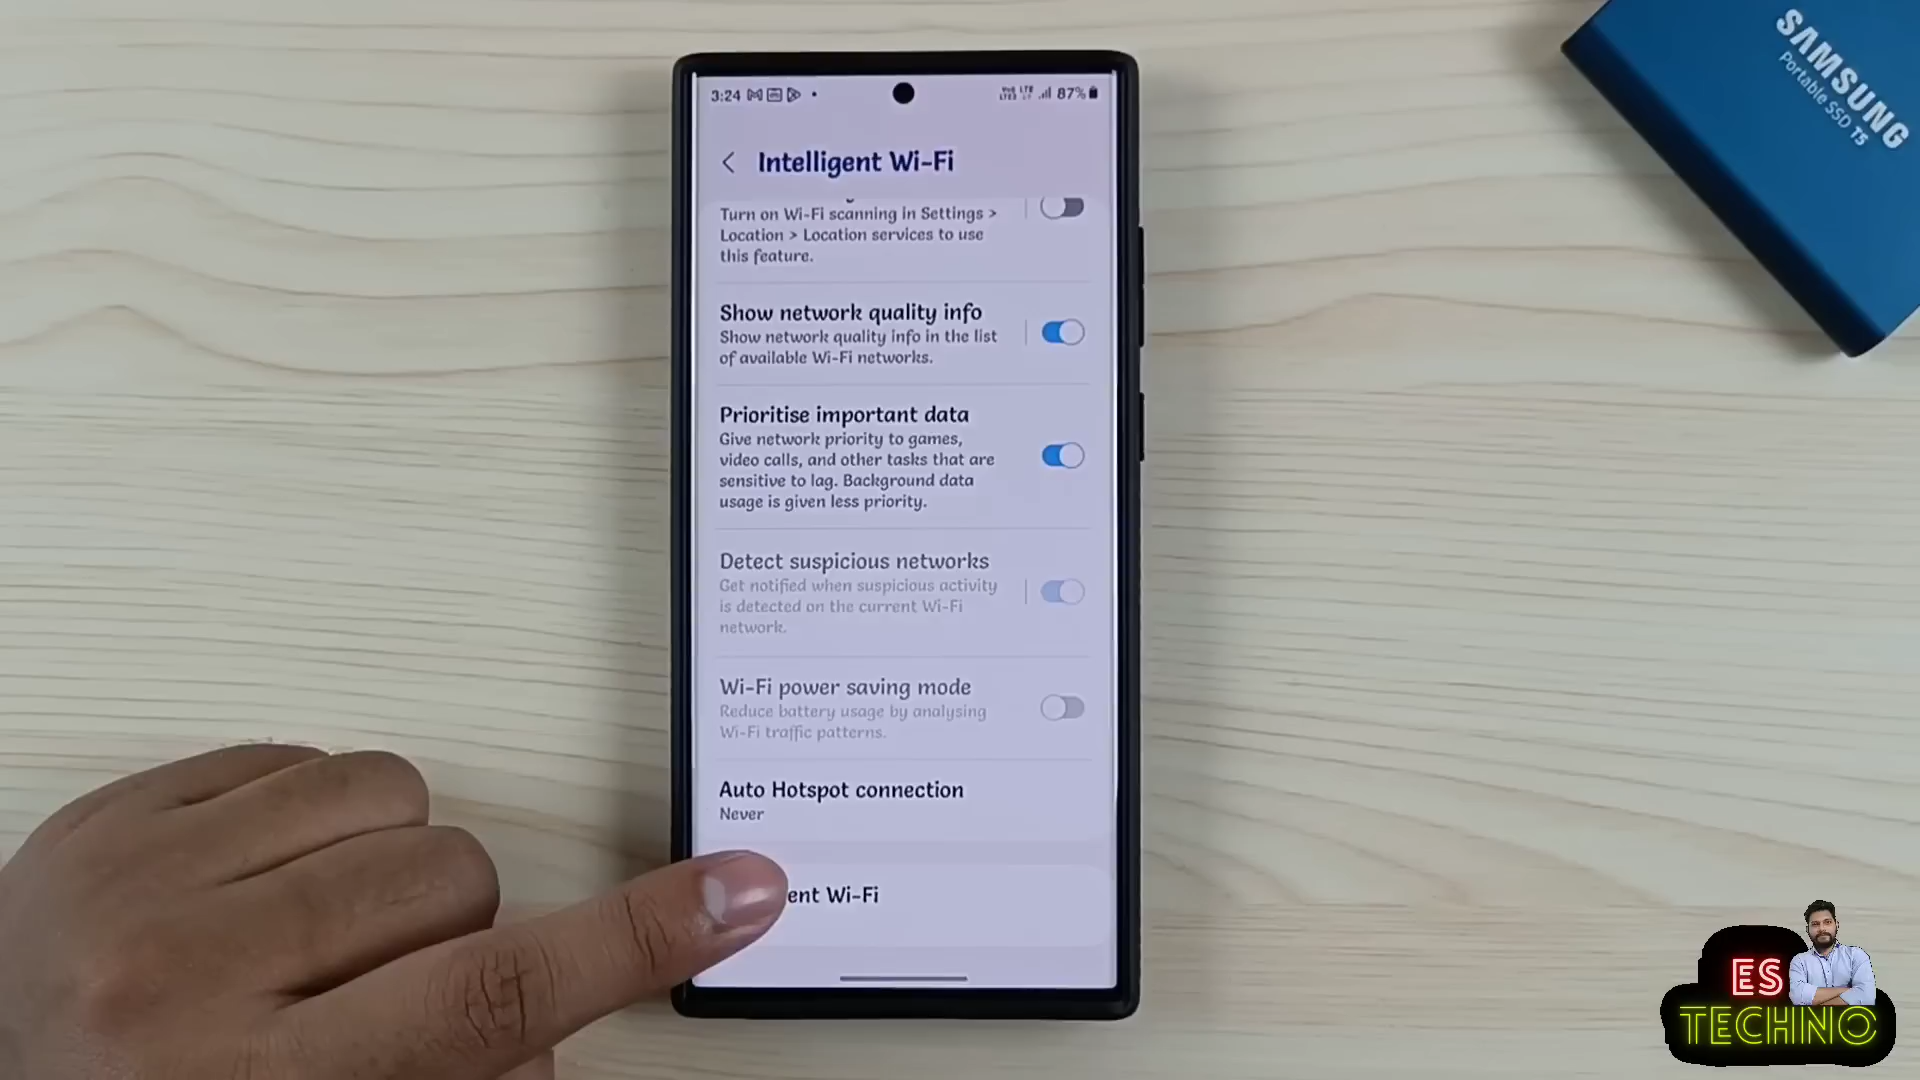 3:24
87%
Intelligent Wi-Fi
Turn on Wi-Fi scanning in Settings >
Location > Location services to use
this feature.
Show network quality info
Show network quality info in the list
of available Wi-Fi networks.
Prioritise important data
Give network priority to games,
video calls, and other tasks that are
sensitive to lag. Background data
usage is given less priority.
Detect suspicious networks
Get notified when suspicious activity
is detected on the current Wi-Fi
network.
Wi-Fi power saving mode
Reduce battery usage by analysing
Wi-Fi traffic patterns.
Auto Hotspot connection
Never
ent Wi-Fi
SAMSUNG
Portable SSD T5
ES
TECHNO